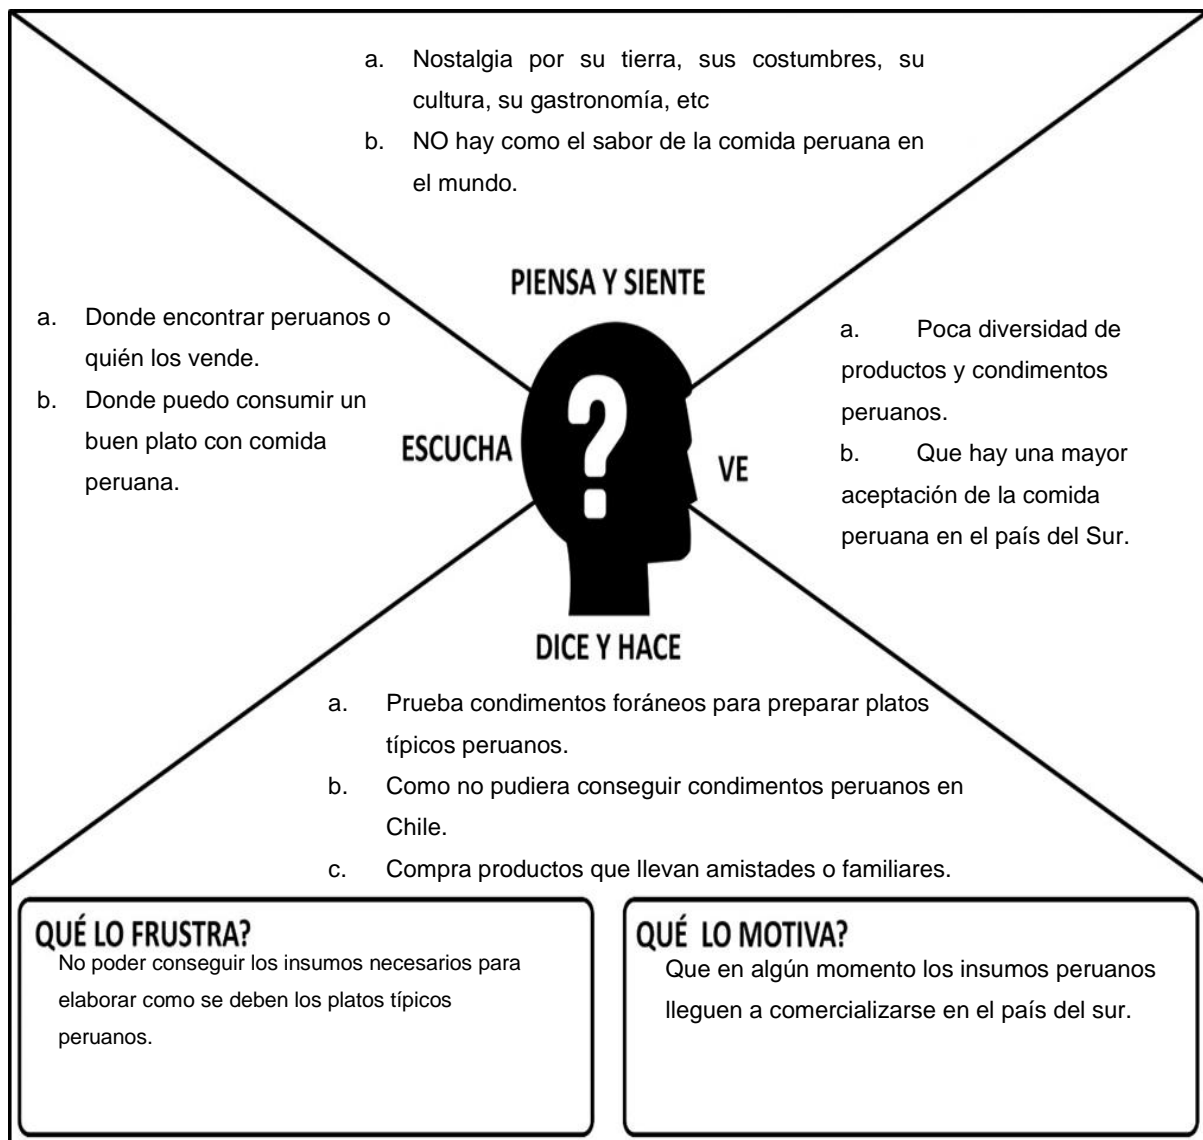 a. Nostalgia por su tierra, sus costumbres, su
cultura, su gastronomía, etc
b. NO hay como el sabor de la comida peruana en
el mundo.
PIENSA Y SIENTE
a. Donde encontrar peruanos o
quién los vende.
b. Donde puedo consumir un
buen plato con comida
peruana.
ESCUCHA
?
VE
a. Poca diversidad de
productos y condimentos
peruanos.
b. Que hay una mayor
aceptación de la comida
peruana en el país del Sur.
DICE Y HACE
a. Prueba condimentos foráneos para preparar platos
típicos peruanos.
b. Como no pudiera conseguir condimentos peruanos en
Chile.
c. Compra productos que llevan amistades o familiares.
QUÉ LO FRUSTRA?
No poder conseguir los insumos necesarios para
elaborar como se deben los platos típicos
peruanos.
QUÉ LO MOTIVA?
Que en algún momento los insumos peruanos
lleguen a comercializarse en el país del sur.